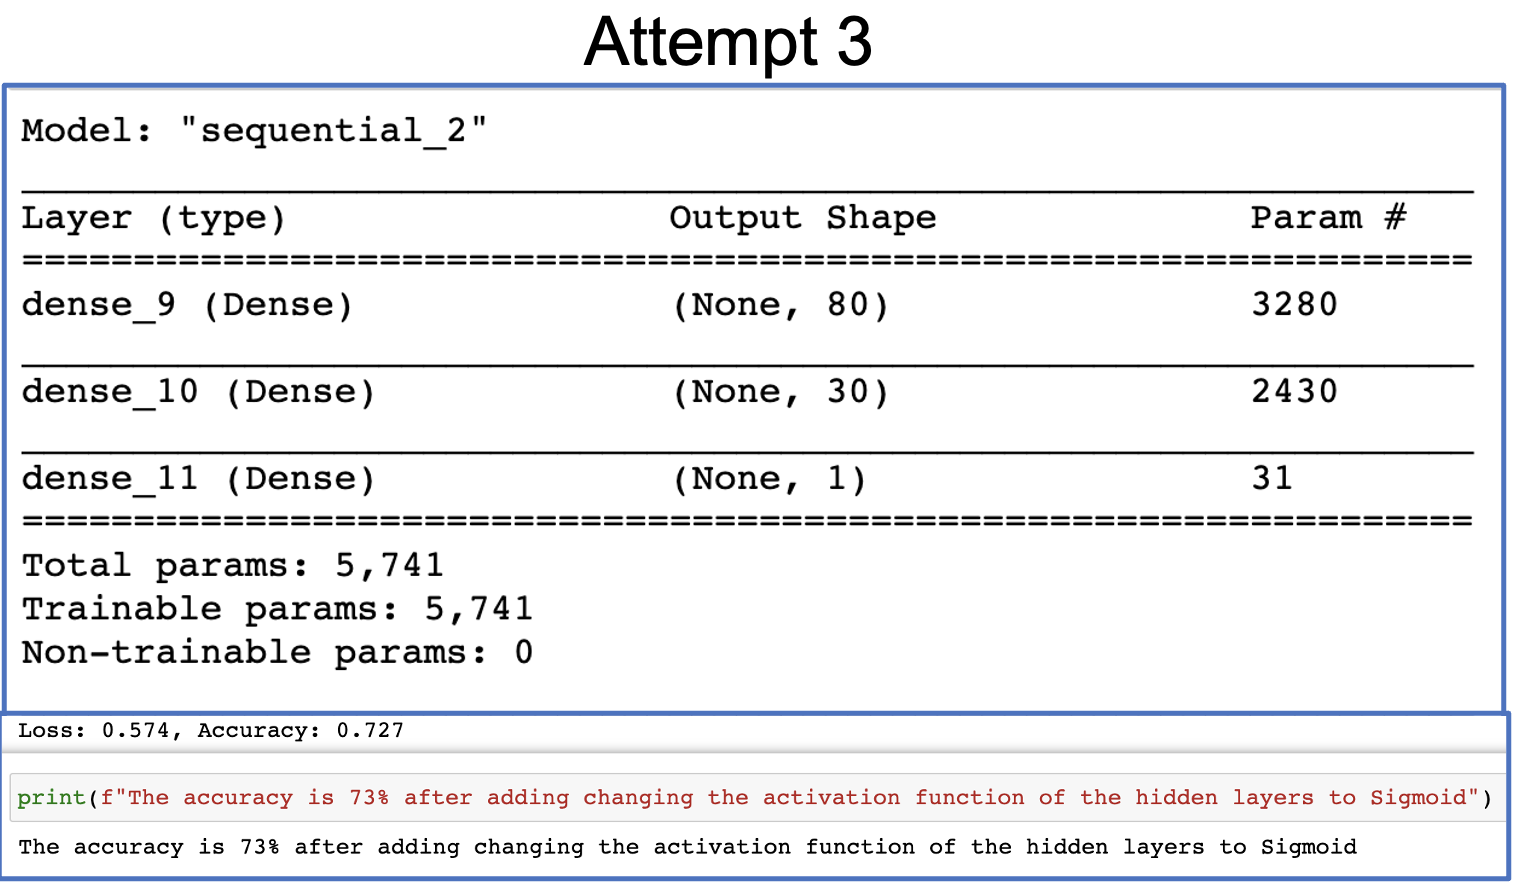 Attempt 3
Model: "sequential_2"
Layer (type) Output Shape Param #
dense_9 (Dense) (None, 80) 3280
dense_10 (Dense) (None, 30) 2430
dense_11 (Dense) (None, 1) 31
Total params: 5,741
Trainable params: 5,741
Non-trainable params: 0
Loss: 0.574, Accuracy: 0.727
print(f"The accuracy is 73% after adding changing the activation function of the hidden layers to Sigmoid")
The accuracy is 73% after adding changing the activation function of the hidden layers to Sigmoid